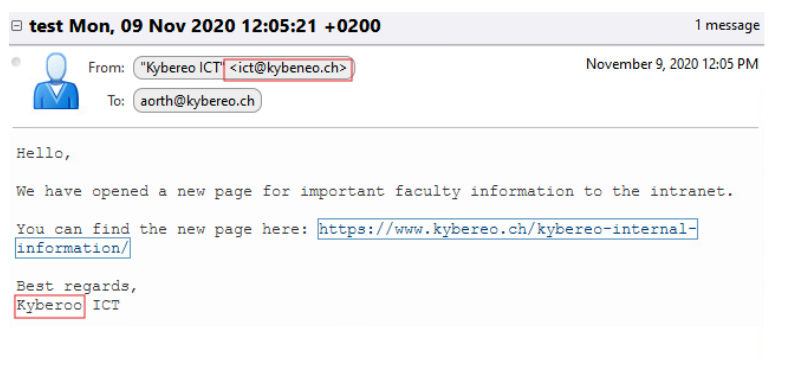 test Mon, 09 Nov 2020 12:05:21 +0200
1 message
From: "Kybereo ICT" <ict@kybeneo.ch>
November 9, 2020 12:05 PM
To: aorth@kybereo.ch
Hello,
We have opened a new page for important faculty information to the intranet.
You can find the new page here: https://www.kybereo.ch/kybereo-internal-
information/
Best regards,
Kyberoo ICT